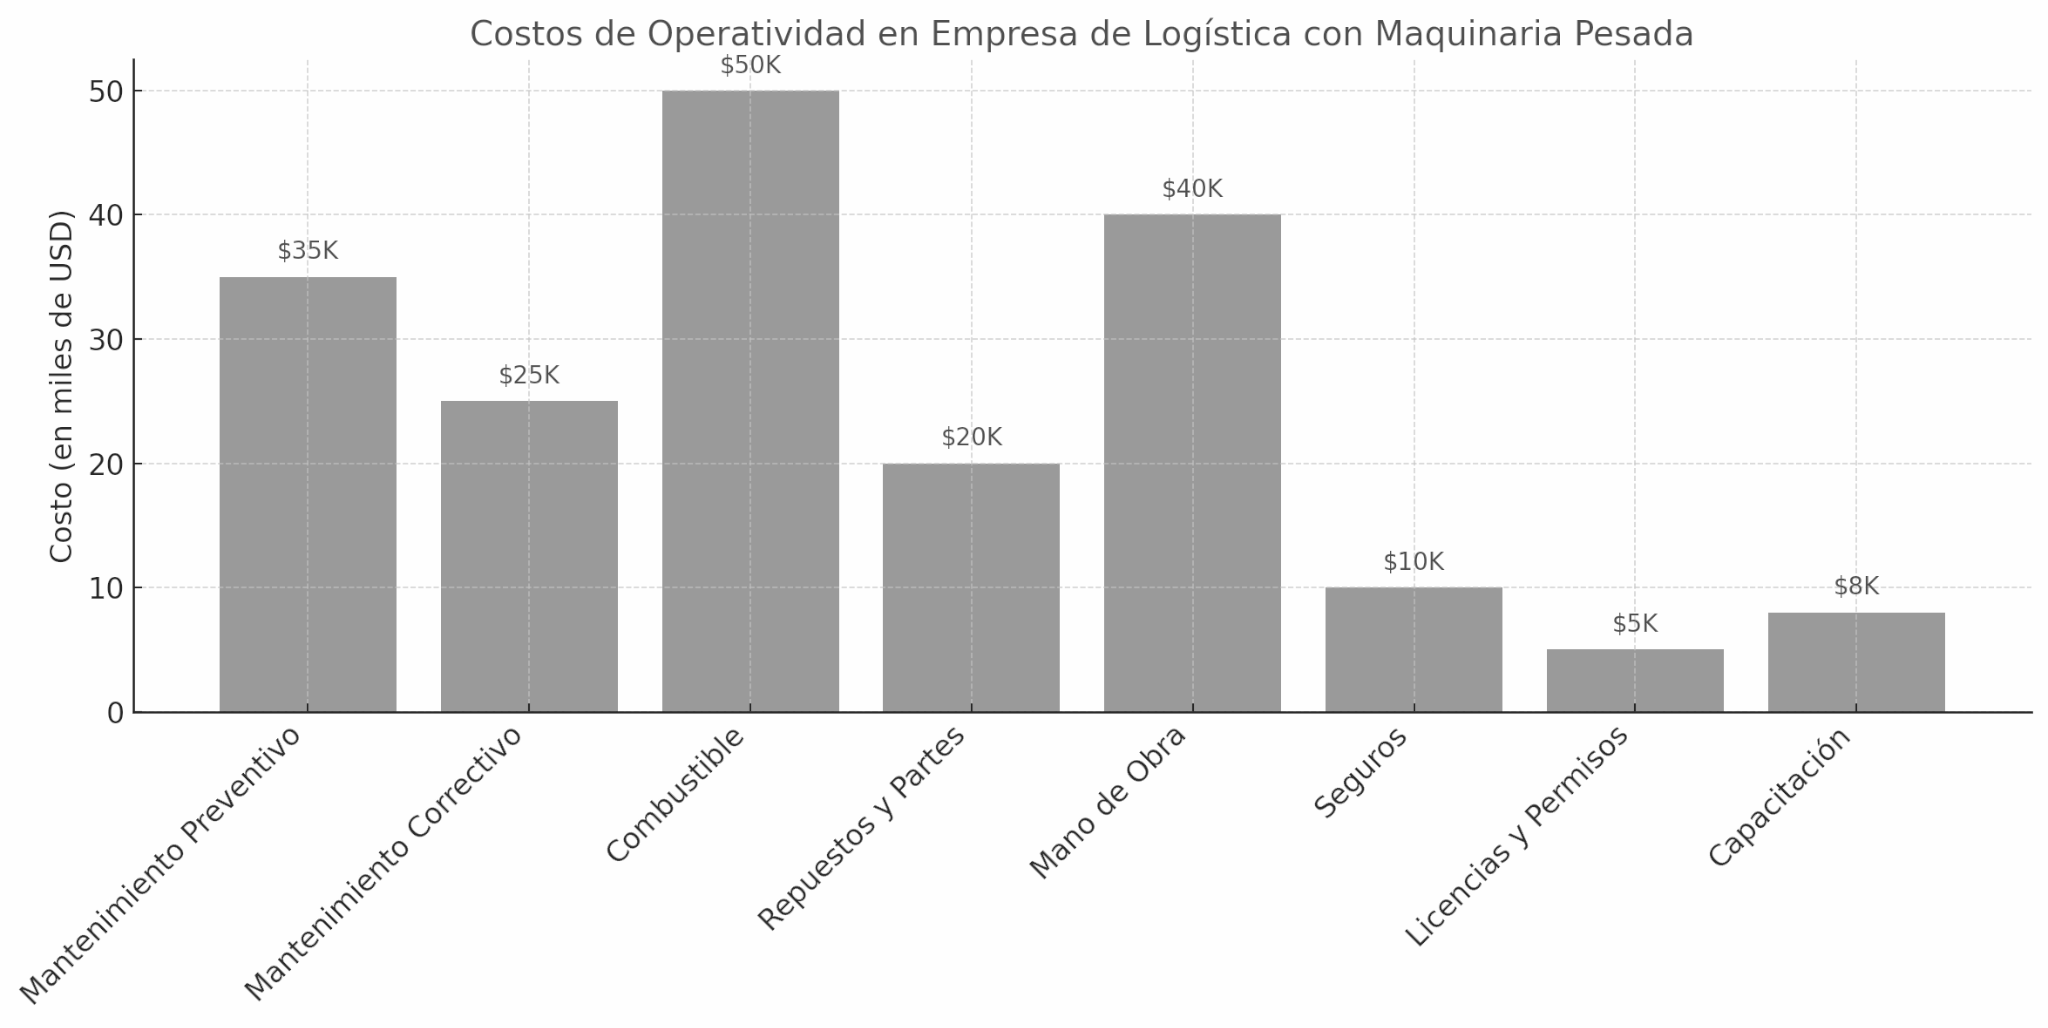 Costos de Operatividad en Empresa de Logística con Maquinaria Pesada
Costo (en miles de USD)
50
40
30
20
10
0
$35K
$25K
$50K
$20K
$40K
$10K
$5K
$8K
Mantenimiento Preventivo
Mantenimiento Correctivo
Combustible
Repuestos y Partes
Mano de Obra
Seguros
Licencias y Permisos
Capacitación